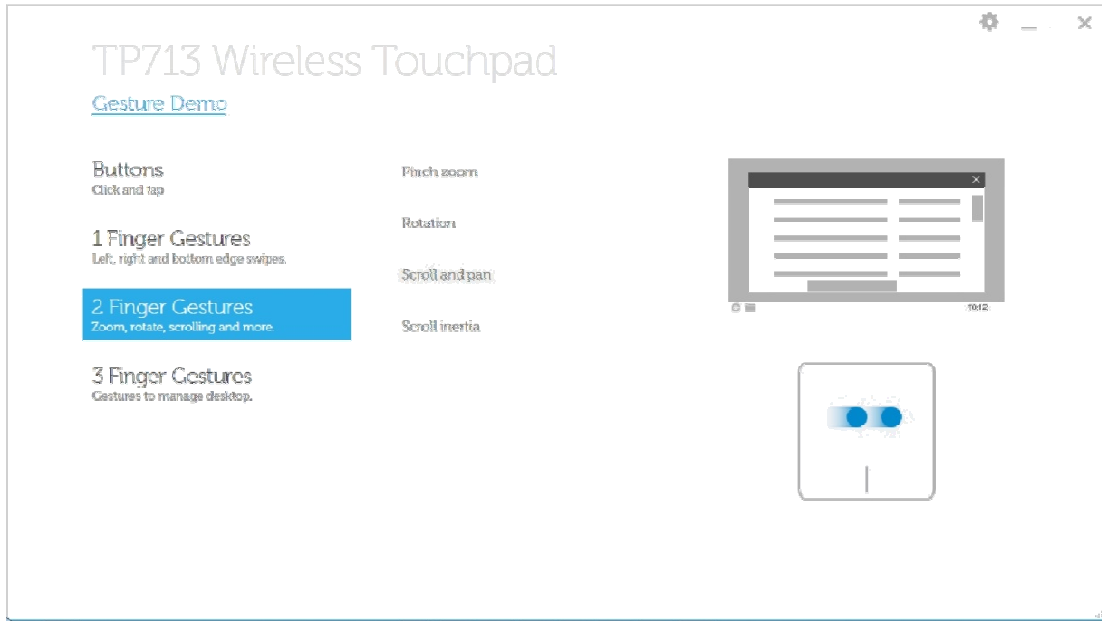 TP713 Wireless Touchpad
Gesture Demo
Buttons
Click and tap
1 Finger Gestures
Left, right and bottom edge swipes.
2 Finger Gestures
Zoom, rotate, scrolling and more
3 Finger Gestures
Gestures to manage desktop.
Pinch zoom
Rotation
Scroll and pan
Scroll inertia
10:12